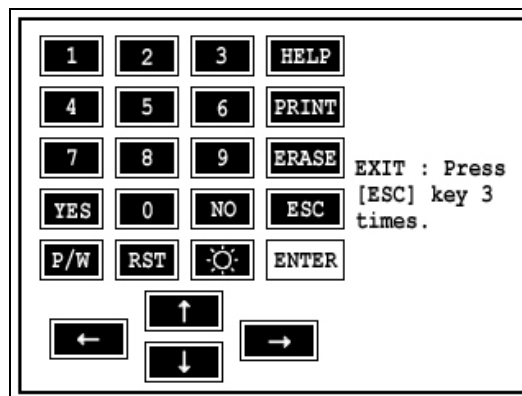 1 2 3 HELP
4 5 6 PRINT
7 8 9 ERASE
YES 0 NO ESC
P/W RST ENTER
↑
← →
↓
EXIT : Press
[ESC] key 3
times.